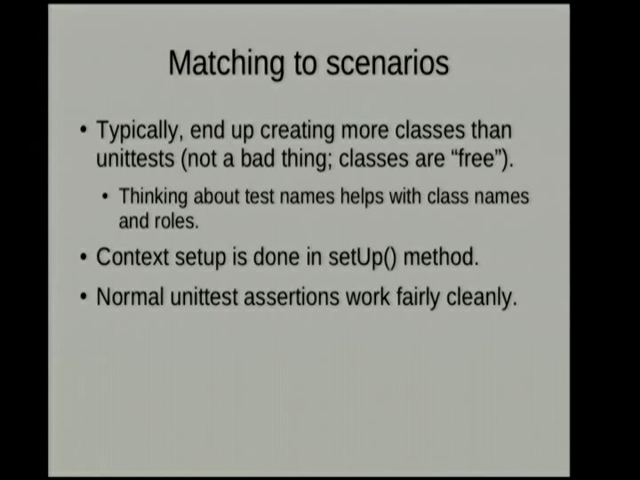 Matching to scenarios
• Typically, end up creating more classes than
unittests (not a bad thing; classes are “free”).
• Thinking about test names helps with class names
and roles.
• Context setup is done in setUp() method.
• Normal unittest assertions work fairly cleanly.